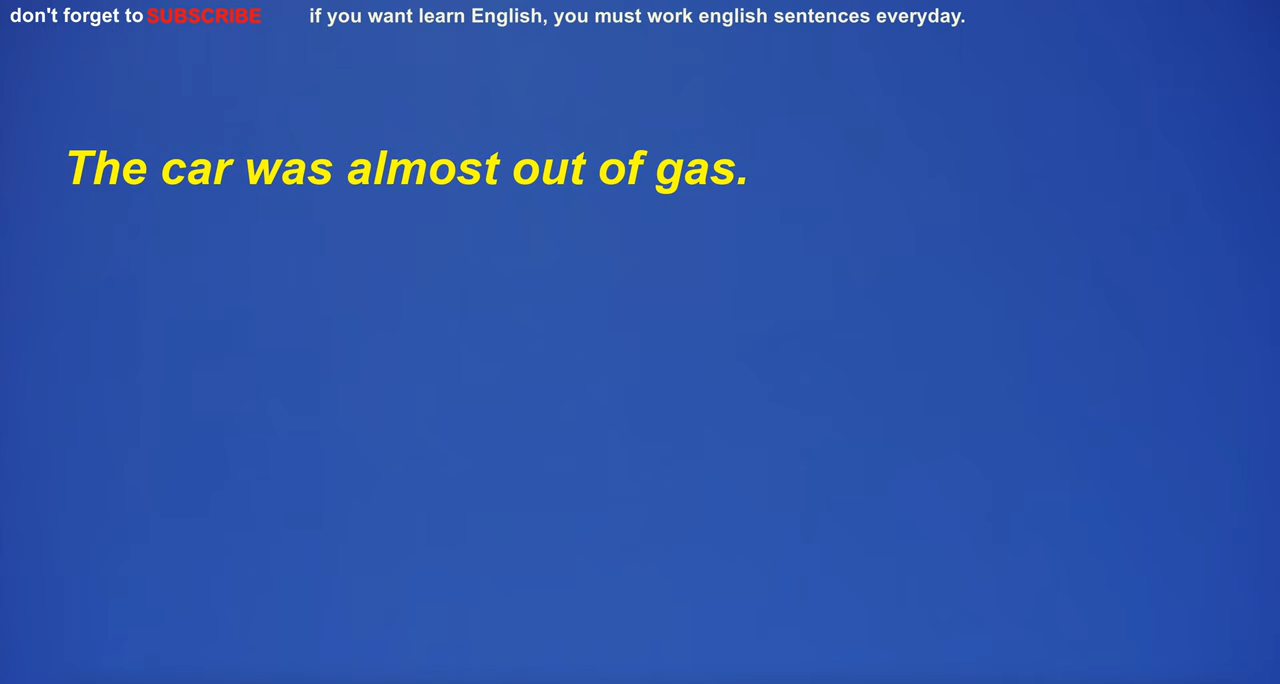 don't forget to SUBSCRIBE if you want learn English, you must work english sentences everyday.
The car was almost out of gas.